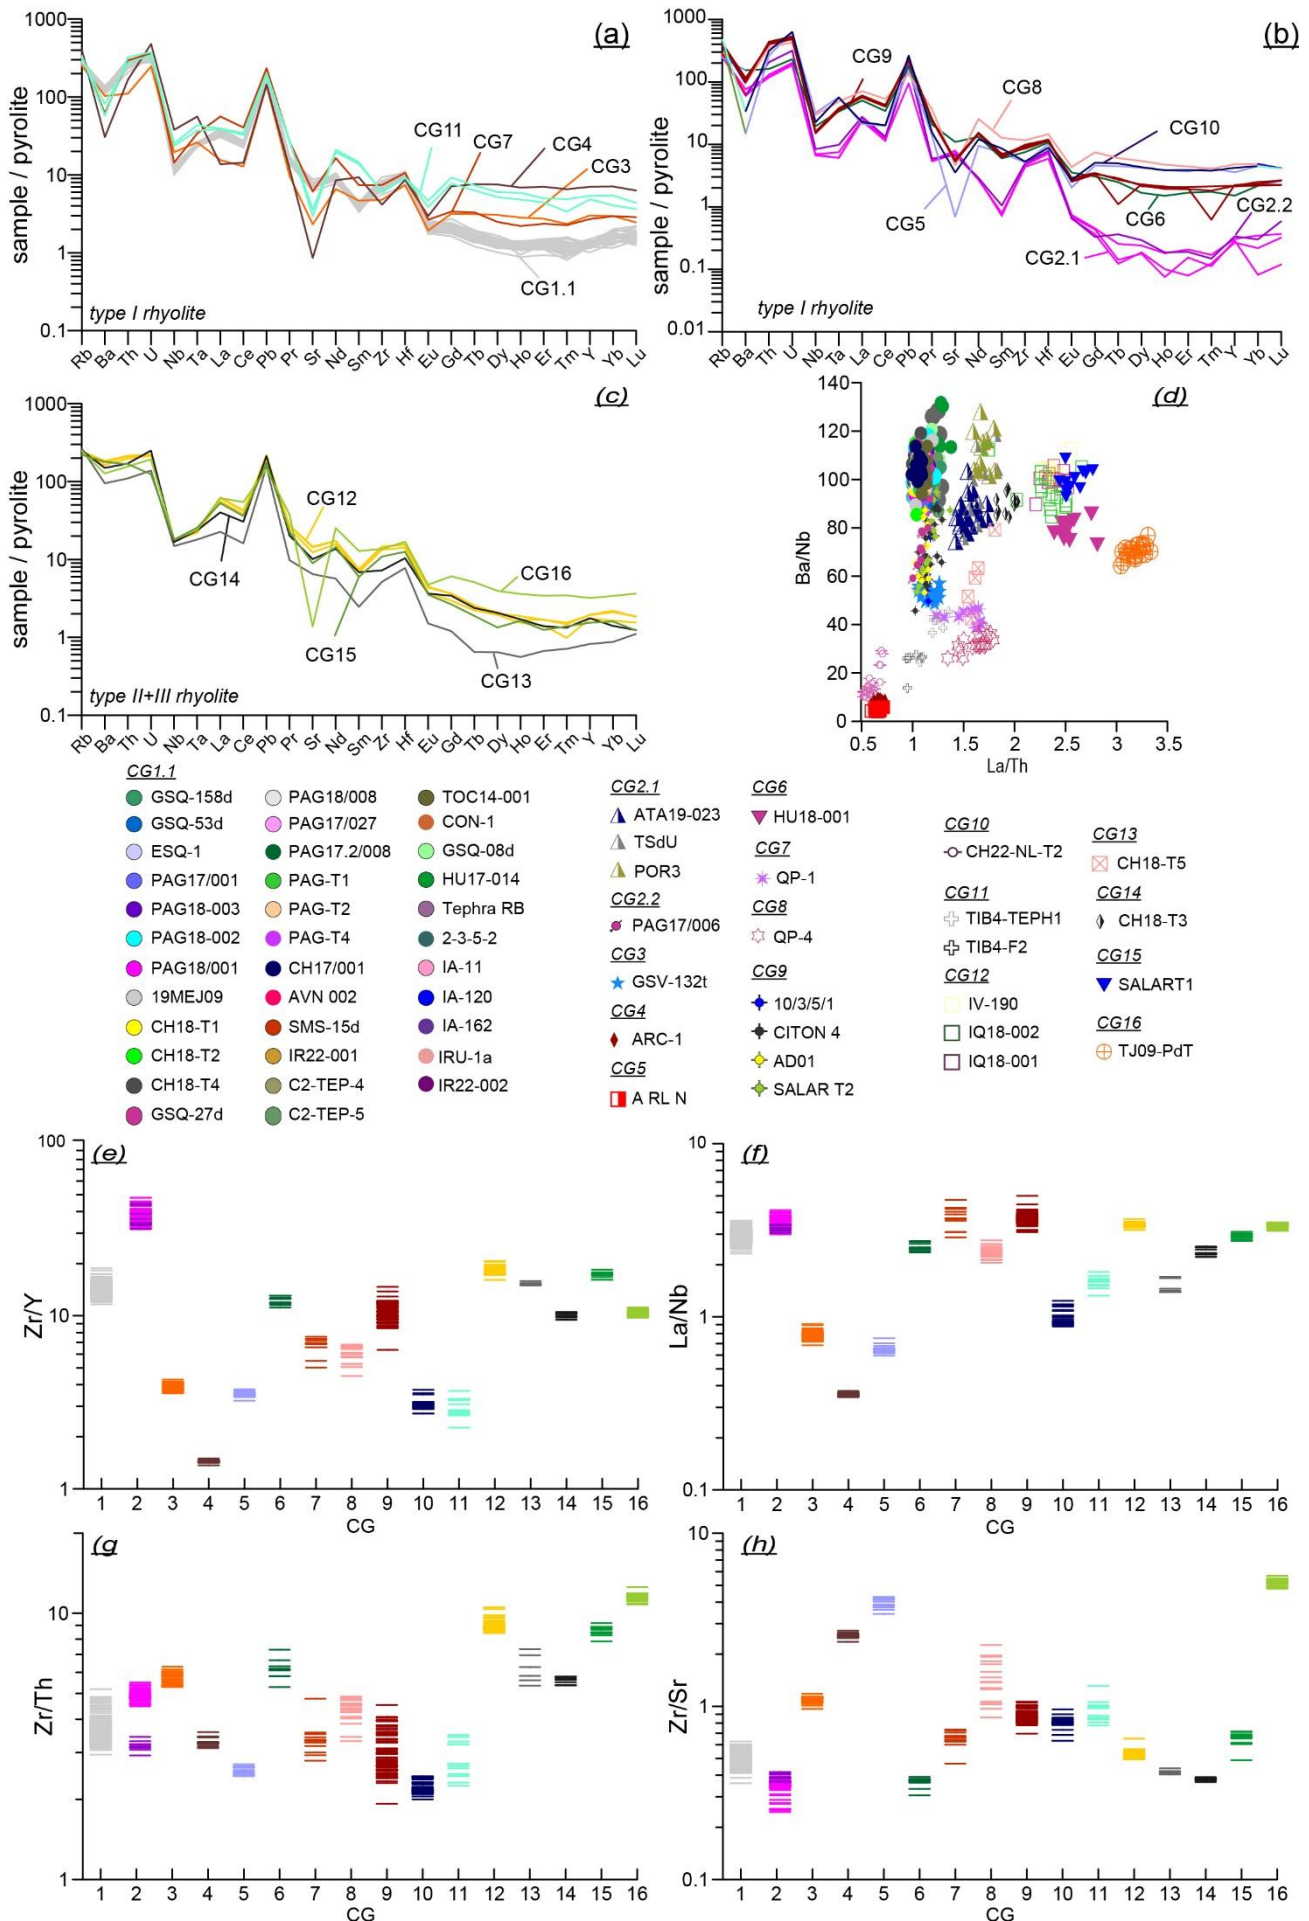 (a)
sample / pyrolite
1000
100
10
1
0.1
CG11
CG7
CG4
CG3
CG1.1
type I rhyolite
Rb Ba Th U Nb Ta La Ce Pb Pr Sr Nd Sm Zr Hf Eu Gd Tb Dy Ho Er Tm Y Yb Lu
(b)
sample / pyrolite
1000
100
10
1
0.1
0.01
CG9
CG8
CG10
CG5
CG6
CG2.2
CG2.1
type I rhyolite
Rb Ba Th U Nb Ta La Ce Pb Pr Sr Nd Sm Zr Hf Eu Gd Tb Dy Ho Er Tm Y Yb Lu
(c)
sample / pyrolite
1000
100
10
1
0.1
CG12
CG14
CG16
CG15
CG13
type II+III rhyolite
Rb Ba Th U Nb Ta La Ce Pb Pr Sr Nd Sm Zr Hf Eu Gd Tb Dy Ho Er Tm Y Yb Lu
(d)
Ba/Nb
140
120
100
80
60
40
20
0
0.5 1 1.5 2 2.5 3 3.5
La/Th
CG1.1
GSQ-158d
GSQ-53d
ESQ-1
PAG17/001
PAG18-003
PAG18-002
PAG18/001
19MEJ09
CH18-T1
CH18-T2
CH18-T4
GSQ-27d
PAG18/008
PAG17/027
PAG17.2/008
PAG-T1
PAG-T2
PAG-T4
CH17/001
AVN 002
SMS-15d
IR22-001
C2-TEP-4
C2-TEP-5
TOC14-001
CON-1
GSQ-08d
HU17-014
Tephra RB
2-3-5-2
IA-11
IA-120
IA-162
IRU-1a
IR22-002
CG2.1
ATA19-023
TSdU
POR3
CG2.2
PAG17/006
CG3
GSV-132t
CG4
ARC-1
CG5
A RL N
CG6
HU18-001
CG7
QP-1
CG8
QP-4
CG9
10/3/5/1
CITON 4
AD01
SALAR T2
CG10
CH22-NL-T2
CG11
TIB4-TEPH1
TIB4-F2
CG12
IV-190
IQ18-002
IQ18-001
CG13
CH18-T5
CG14
CH18-T3
CG15
SALART1
CG16
TJ09-PdT
(e)
Zr/Y
100
10
1
1 2 3 4 5 6 7 8 9 10 11 12 13 14 15 16
CG
(f)
La/Nb
10
1
0.1
1 2 3 4 5 6 7 8 9 10 11 12 13 14 15 16
CG
(g
Zr/Th
10
1
1 2 3 4 5 6 7 8 9 10 11 12 13 14 15 16
CG
(h)
Zr/Sr
10
1
0.1
1 2 3 4 5 6 7 8 9 10 11 12 13 14 15 16
CG